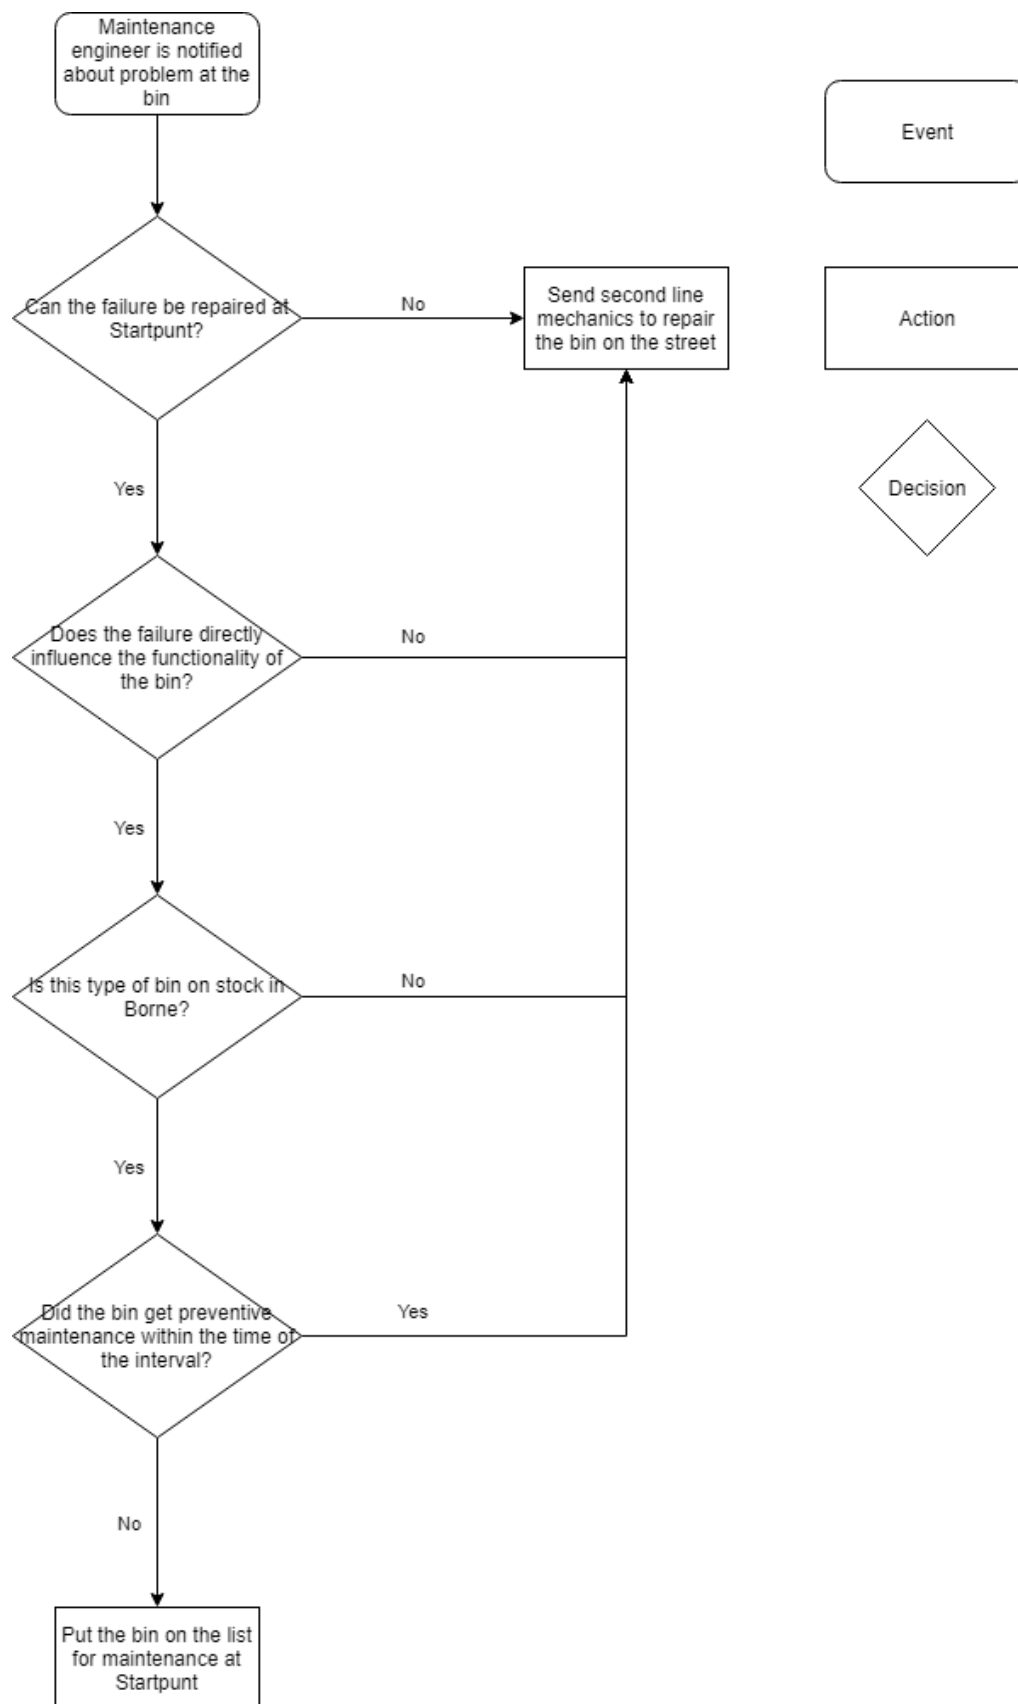 Maintenance
engineer is notified
about problem at the
bin
Event
Can the failure be repaired at
Startpunt?
No
Send second line
mechanics to repair
the bin on the street
Action
Yes
Decision
Does the failure directly
influence the functionality of
the bin?
No
Yes
Is this type of bin on stock in
Borne?
No
Yes
Did the bin get preventive
maintenance within the time of
the interval?
Yes
No
Put the bin on the list
for maintenance at
Startpunt